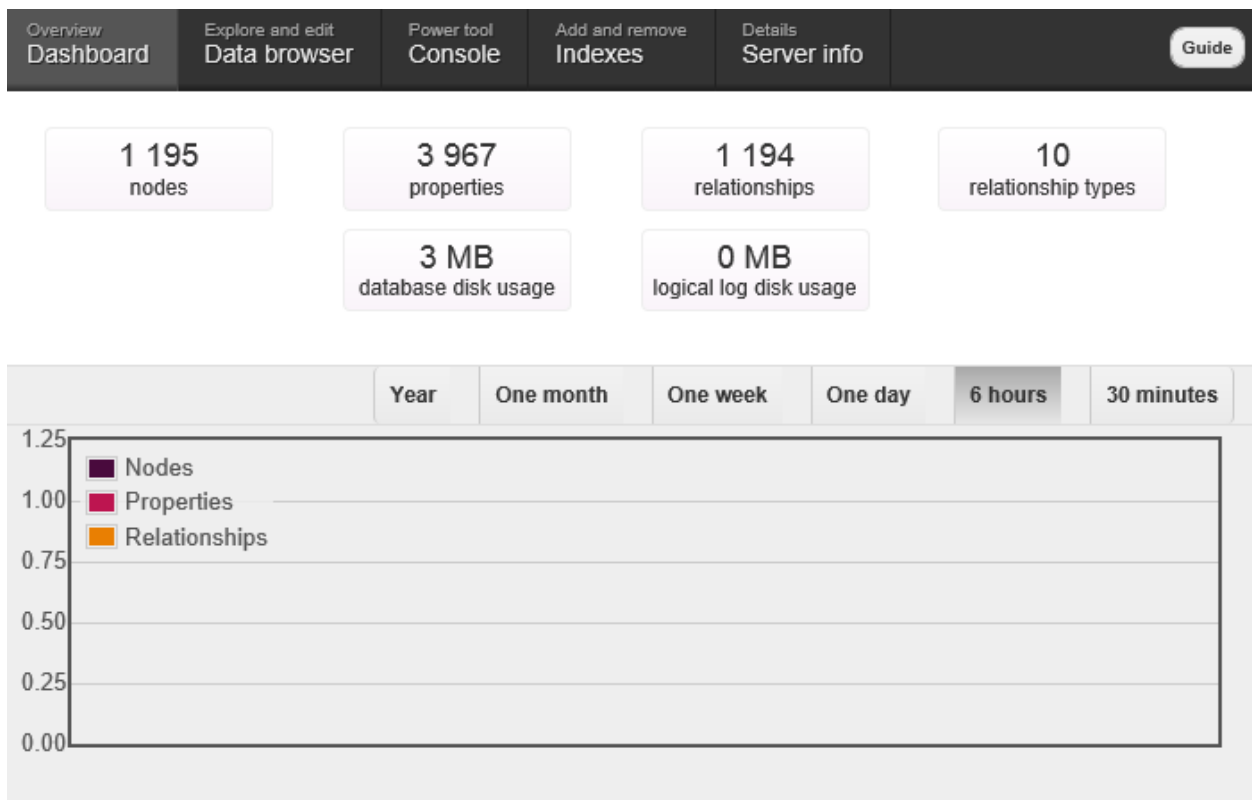 Overview Explore and edit Power tool Add and remove Details
Dashboard Data browser Console Indexes Server info Guide
1 195 3 967 1 194 10
nodes properties relationships relationship types
3 MB 0 MB
database disk usage logical log disk usage
Year One month One week One day 6 hours 30 minutes
1.25
Nodes
1.00 Properties
Relationships
0.75
0.50
0.25
0.00